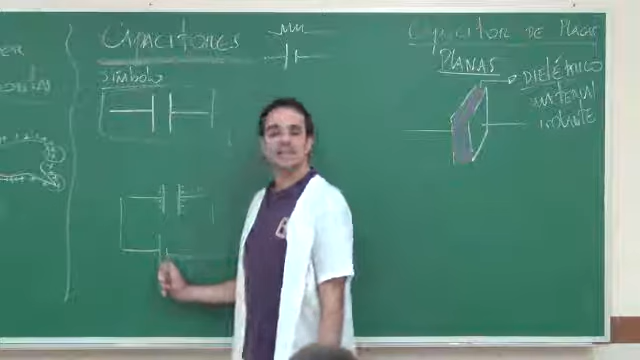 CAPACITORES
Símbolo
CAPACITOR DE PLACAS
PLANAS
DIELÉTRICO
MATERIAL
ISOLANTE